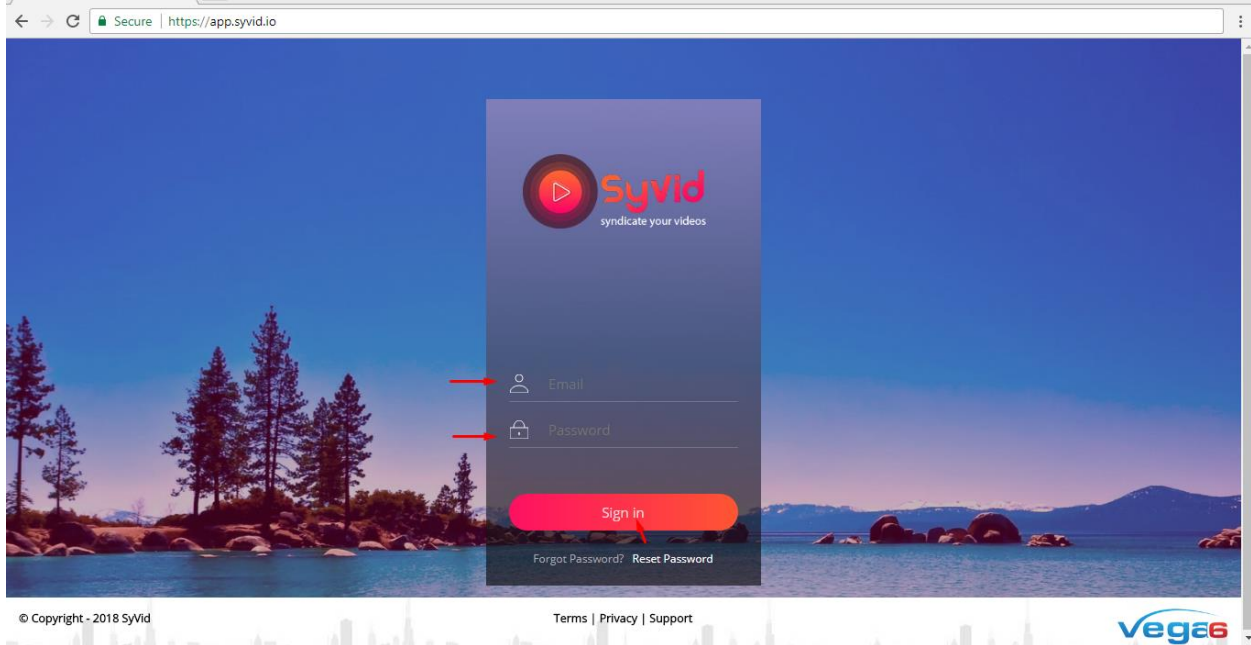 Secure | https://app.syvid.io
SyVid
syndicate your videos
Email
Password
Sign in
Forgot Password? Reset Password
© Copyright - 2018 SyVid
Terms | Privacy | Support
vega6